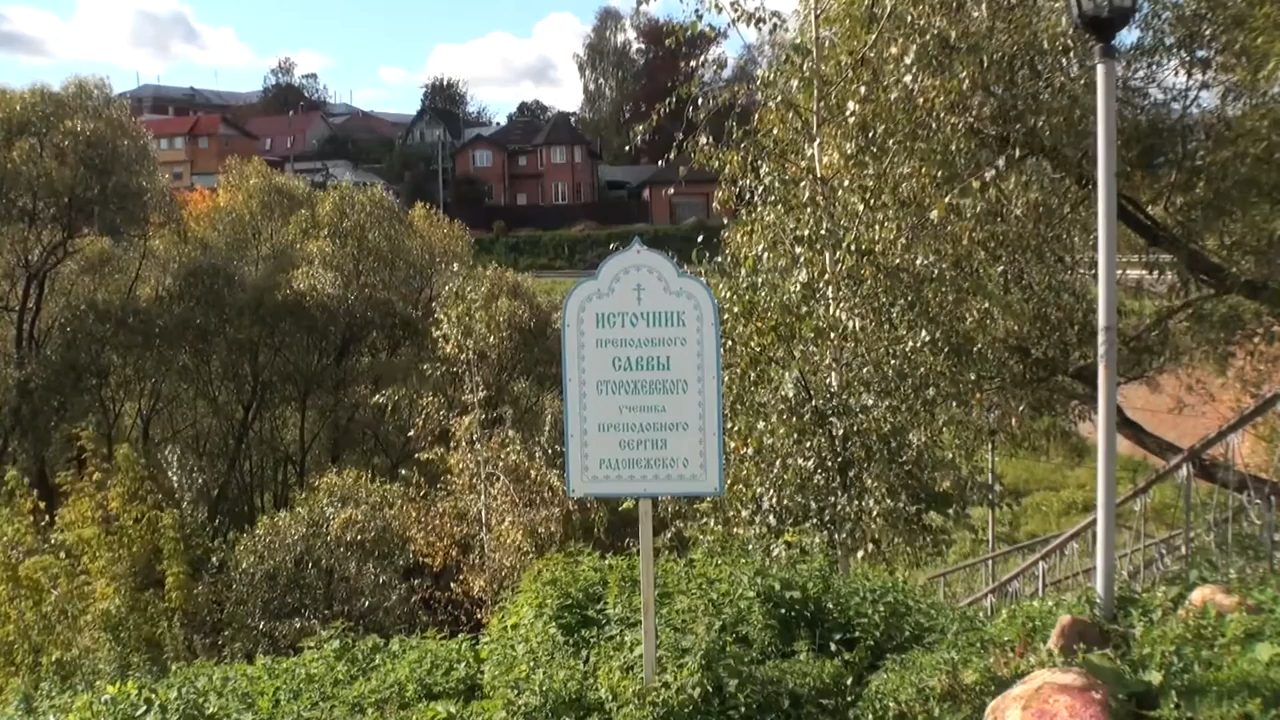 ИСТОЧНИК
ПРЕПОДОБНОГО
САВВЫ
СТОРОЖЕВСКОГО
УЧЕНИКА
ПРЕПОДОБНОГО
СЕРГИЯ
РАДОНЕЖСКОГО